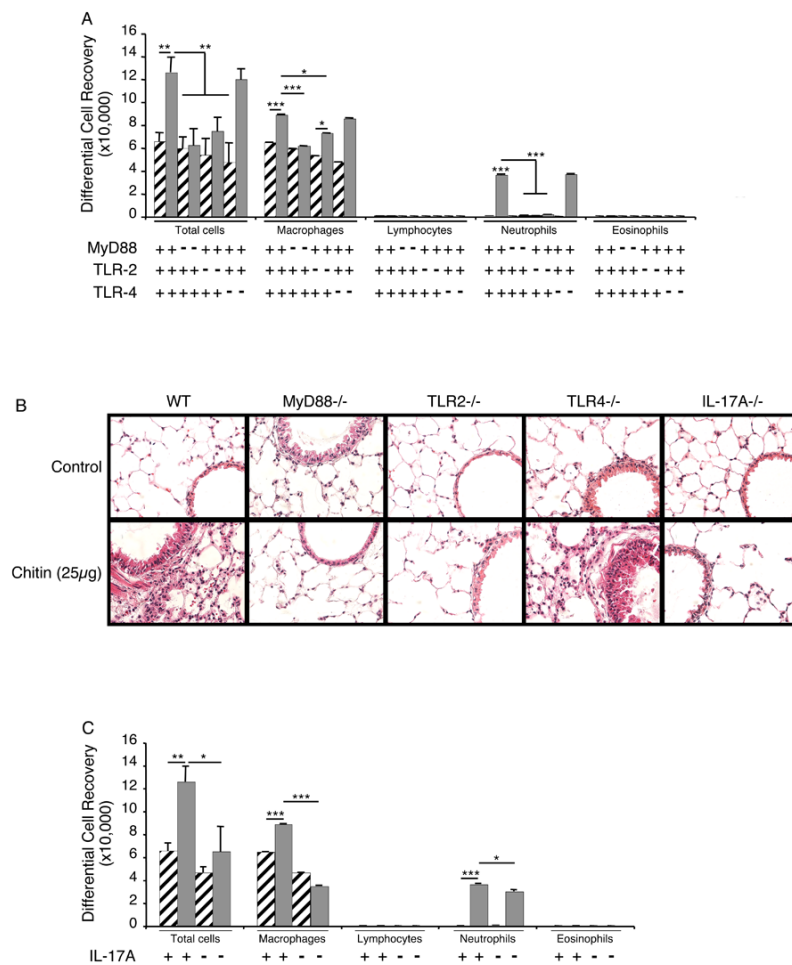 A
16
14
12
10
8
6
4
2
0
Differential Cell Recovery
(x10,000)
** **
*
*** ***
*
*** ***
Total cells Macrophages Lymphocytes Neutrophils Eosinophils
MyD88 ++--++++ ++--++++ ++--++++ ++--++++ ++--++++
TLR-2 ++++--++ ++++--++ ++++--++ ++++--++ ++++--++
TLR-4 ++++++-- ++++++-- ++++++-- ++++++-- ++++++--
B
WT MyD88-/- TLR2-/- TLR4-/- IL-17A-/-
Control
Chitin (25µg)
C
16
14
12
10
8
6
4
2
0
Differential Cell Recovery
(x10,000)
** *
*** ***
*** *
Total cells Macrophages Lymphocytes Neutrophils Eosinophils
IL-17A + + - - + + - - + + - - + + - - + + - -